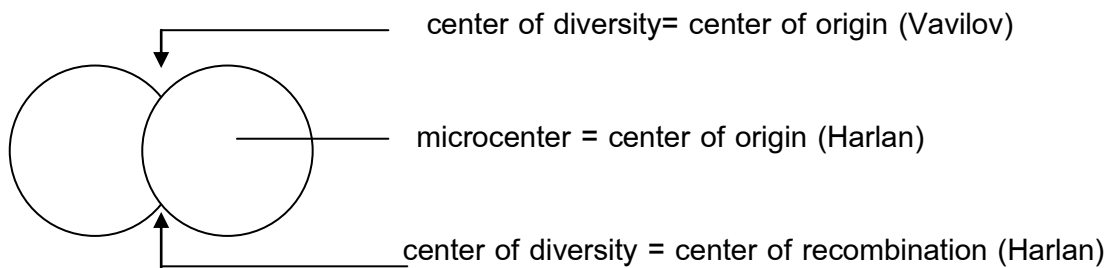 center of diversity= center of origin (Vavilov)
microcenter = center of origin (Harlan)
center of diversity = center of recombination (Harlan)